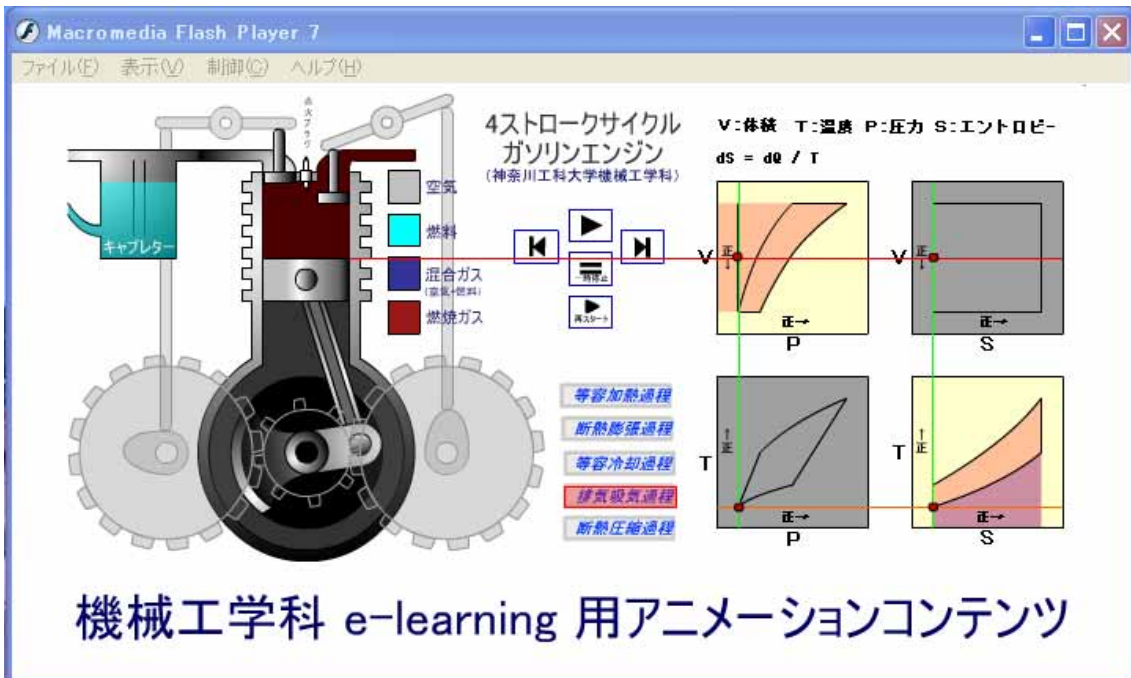 Macromedia Flash Player 7
ファイル(F) 表示(V) 制御(C) ヘルプ(H)
点火プラグ
4ストロークサイクル
ガソリンエンジン
(神奈川工科大学機械工学科)
V:体積 T:温度 P:圧力 S:エントロピー
dS = dQ / T
キャブレター
空気
燃料
混合ガス
(空気+燃料)
燃焼ガス
一時停止
再スタート
V
正→
正→
P
V
正→
正→
S
等容加熱過程
断熱膨張過程
等容冷却過程
排気吸気過程
断熱圧縮過程
T
↑正
正→
P
T
↑正
正→
S
機械工学科 e-learning 用アニメーションコンテンツ